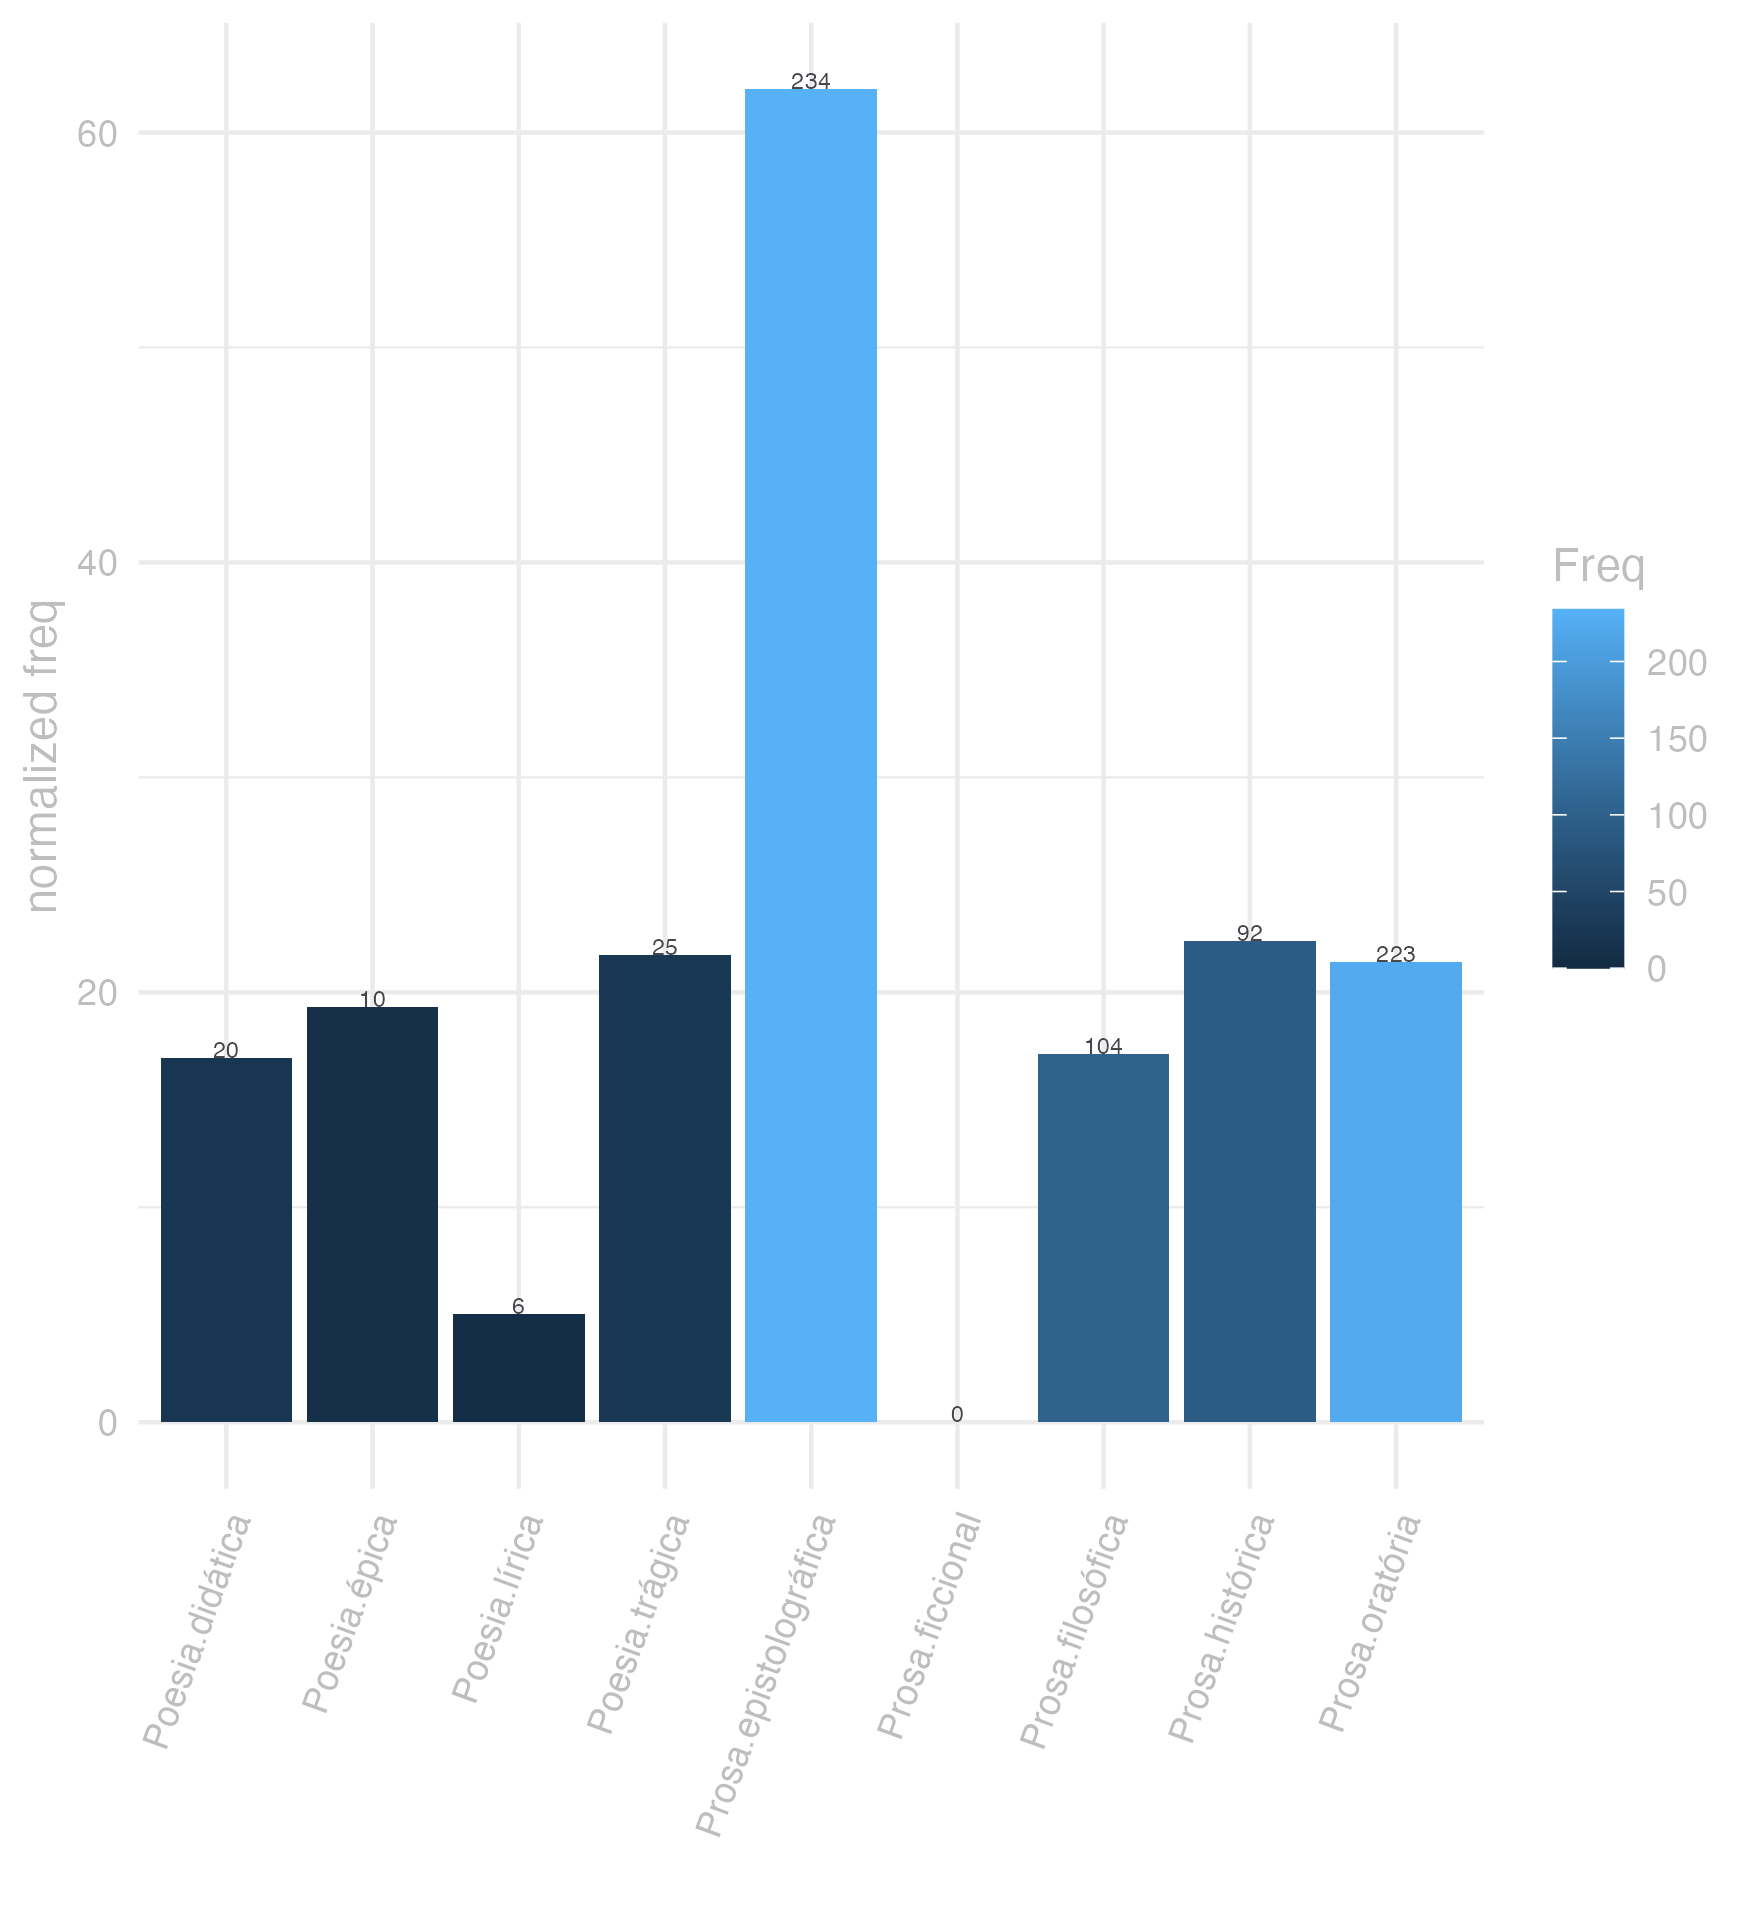 normalized freq
60
40
20
0
234
25
92
223
10
20
104
6
0
Poesia.didática
Poesia.épica
Poesia.lírica
Poesia.trágica
Prosa.epistolográfica
Prosa.ficcional
Prosa.filosófica
Prosa.histórica
Prosa.oratória
Freq
200
150
100
50
0